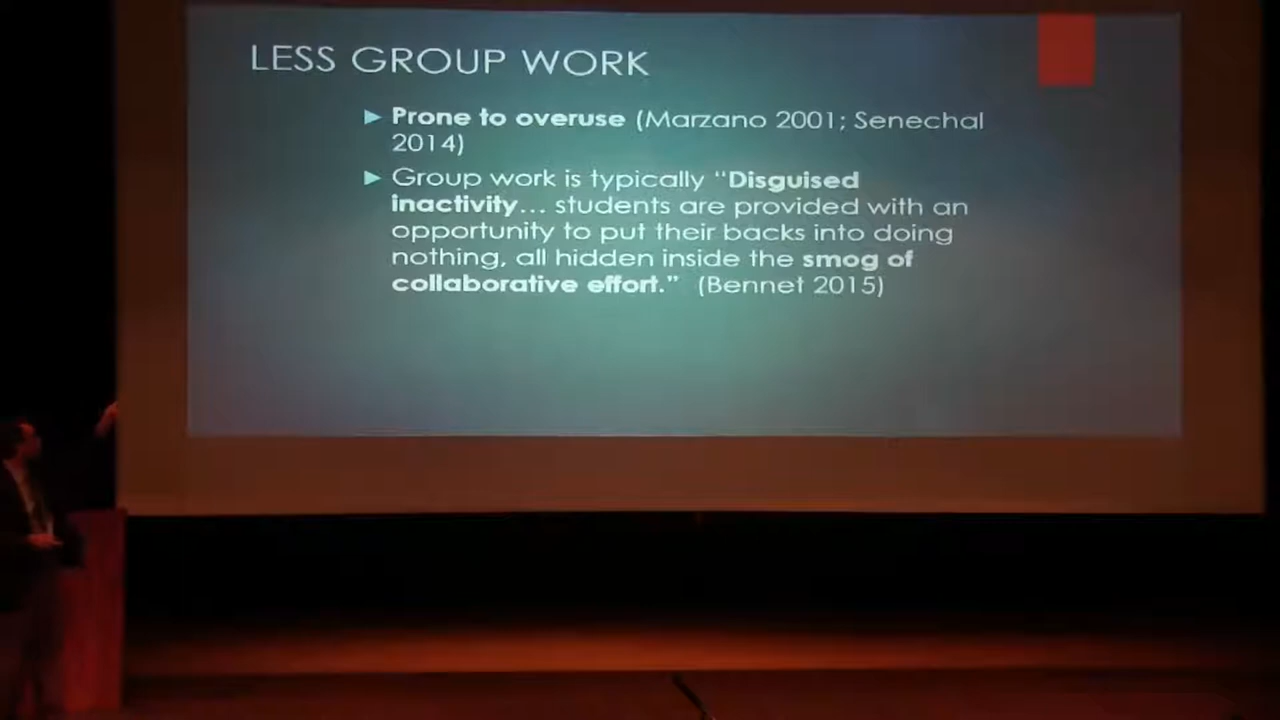 LESS GROUP WORK
Prone to overuse (Marzano 2001; Senechal
2014)
Group work is typically “Disguised
inactivity… students are provided with an
opportunity to put their backs into doing
nothing, all hidden inside the smog of
collaborative effort.” (Bennet 2015)